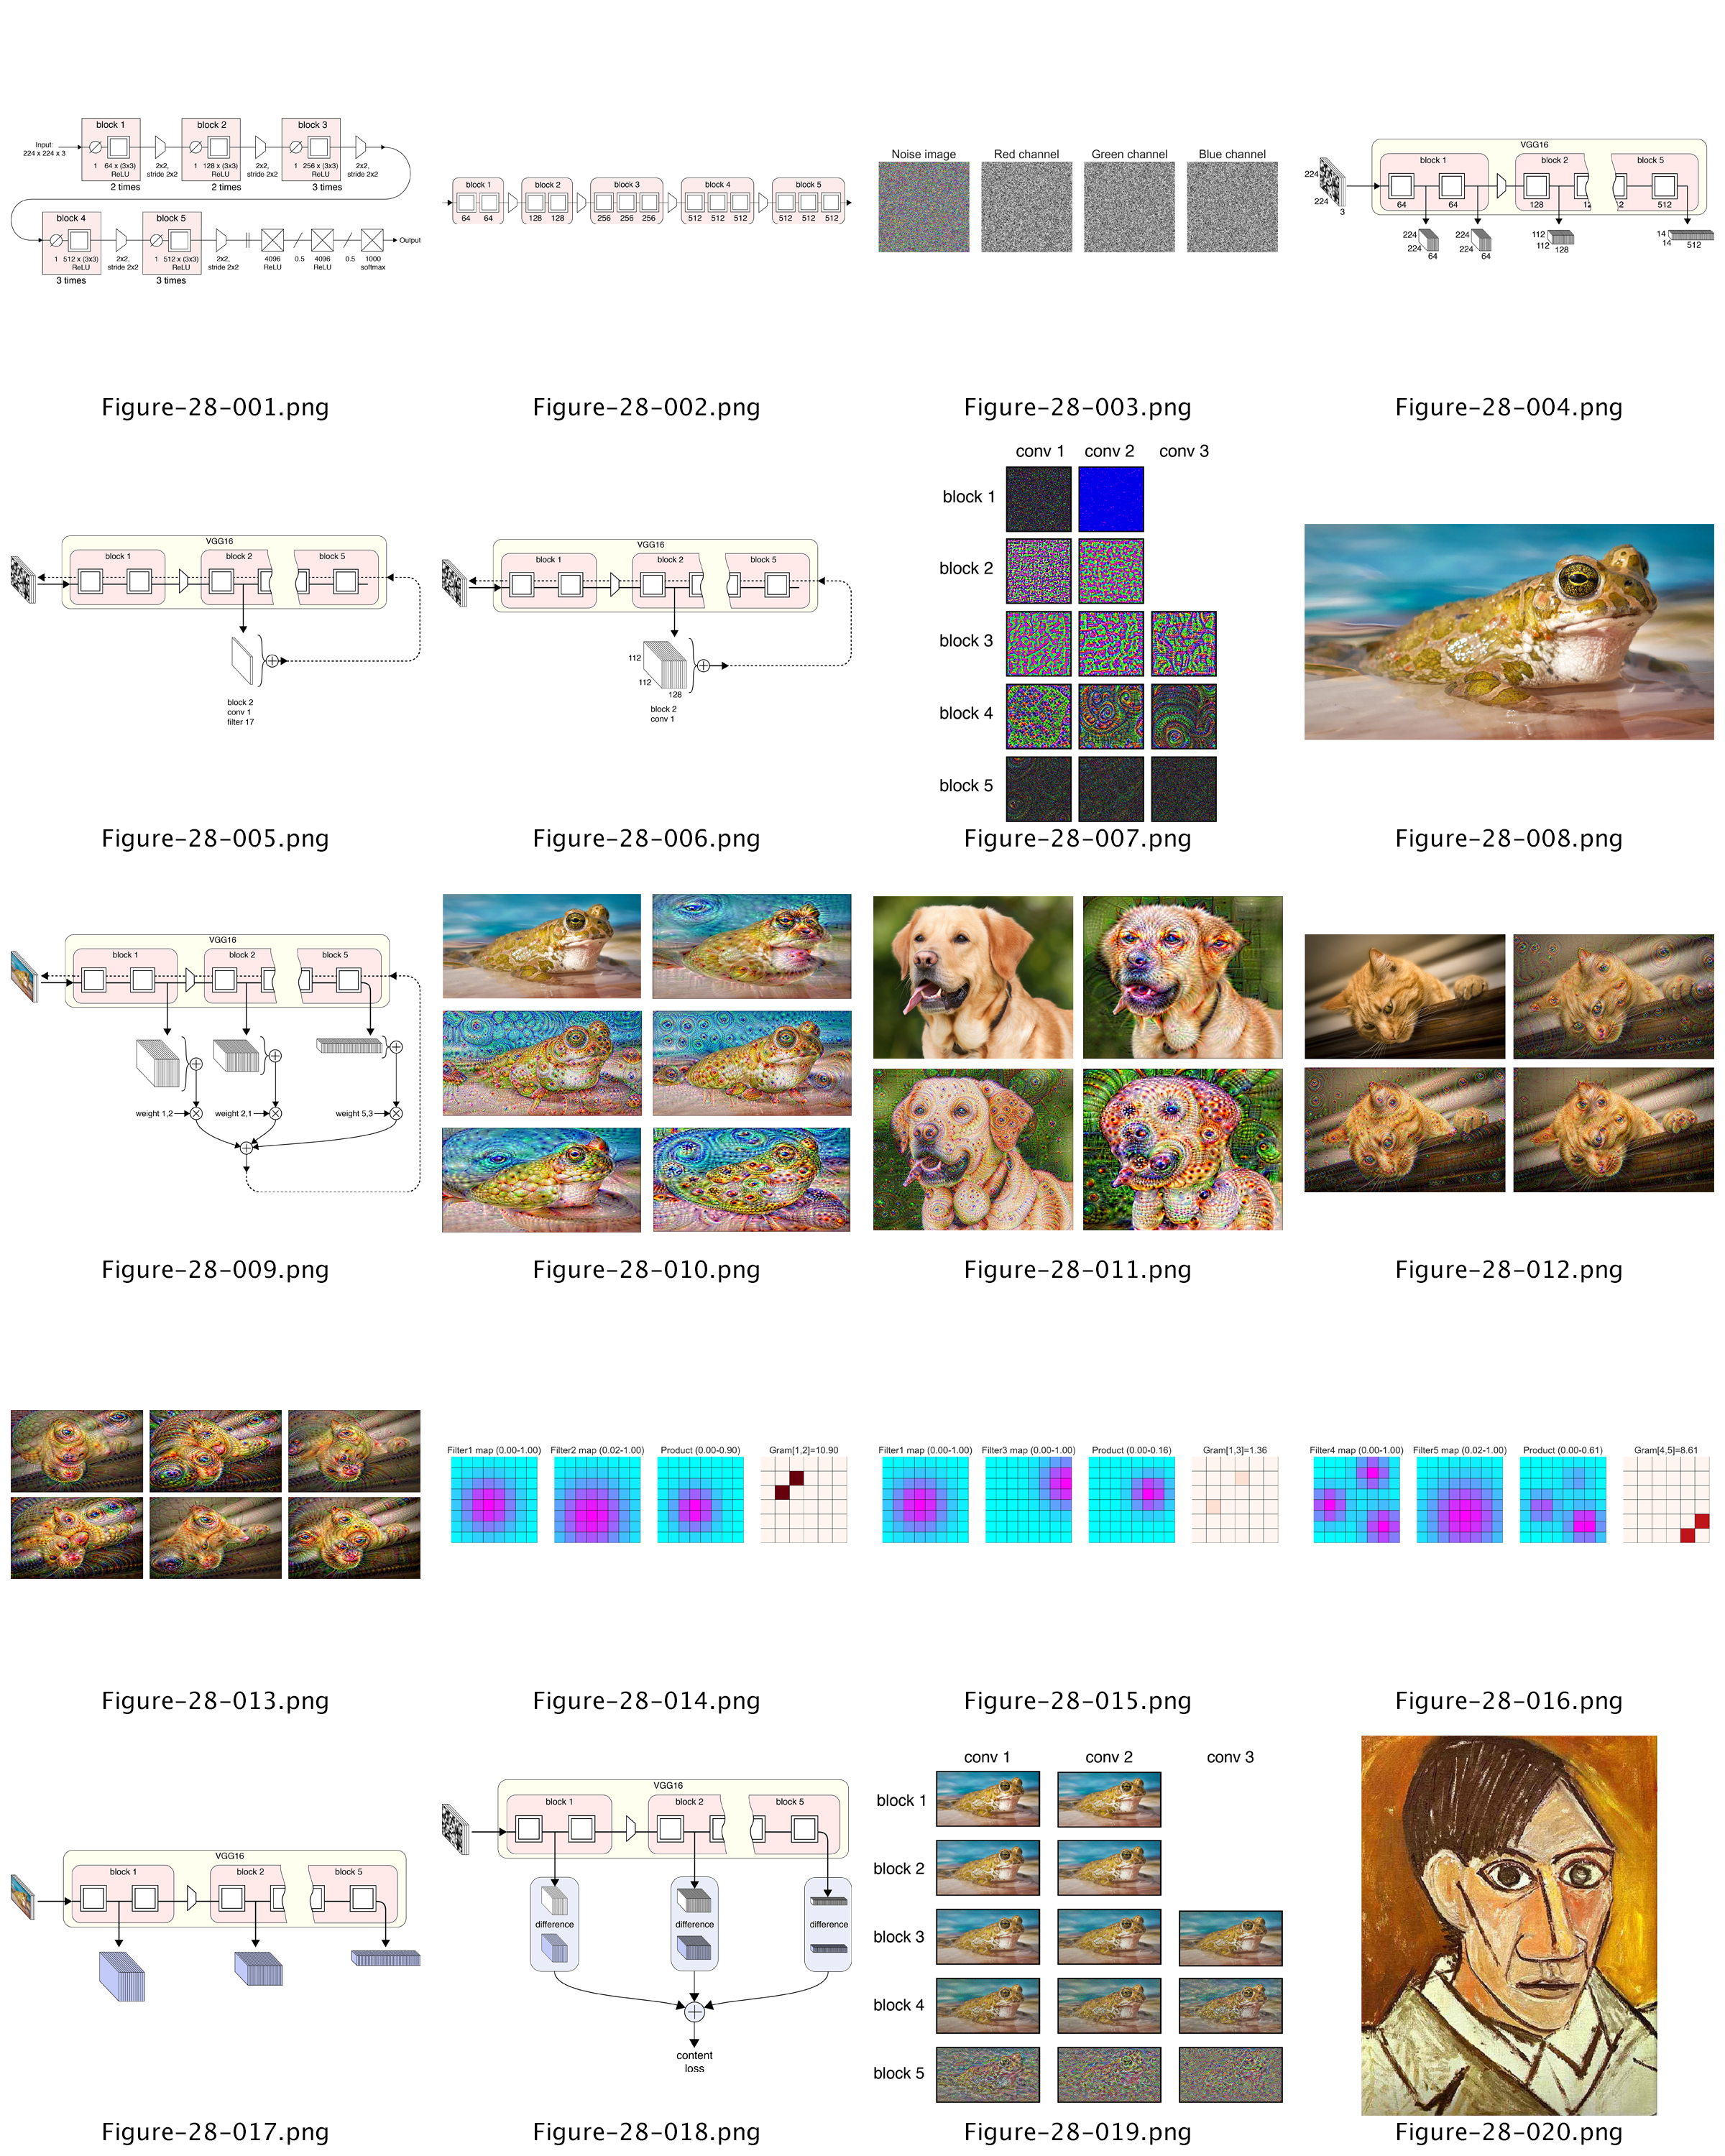 block 1
block 2
block 3
Input:
224 x 224 x 3
1 64 x (3x3)
ReLU
2x2,
stride 2x2
1 128 x (3x3)
ReLU
2x2,
stride 2x2
1 256 x (3x3)
ReLU
2x2,
stride 2x2
2 times
2 times
3 times
block 4
block 5
Output
1 512 x (3x3)
ReLU
2x2,
stride 2x2
1 512 x (3x3)
ReLU
2x2,
stride 2x2
4096
ReLU
0.5
4096
ReLU
0.5
1000
softmax
3 times
3 times
Figure-28-001.png
block 1
block 2
block 3
block 4
block 5
64 64 128 128 256 256 256 512 512 512 512 512 512
Figure-28-002.png
Noise image
Red channel
Green channel
Blue channel
Figure-28-003.png
VGG16
block 1
block 2
block 5
224
224
3
64
64
128
12
2
512
224
224
64
224
224
64
112
112
128
14
14
512
Figure-28-004.png
VGG16
block 1
block 2
block 5
block 2
conv 1
filter 17
Figure-28-005.png
VGG16
block 1
block 2
block 5
112
112
128
block 2
conv 1
Figure-28-006.png
conv 1 conv 2 conv 3
block 1
block 2
block 3
block 4
block 5
Figure-28-007.png
Figure-28-008.png
VGG16
block 1
block 2
block 5
weight 1,2
weight 2,1
weight 5,3
Figure-28-009.png
Figure-28-010.png
Figure-28-011.png
Figure-28-012.png
Figure-28-013.png
Filter1 map (0.00-1.00)
Filter2 map (0.02-1.00)
Product (0.00-0.90)
Gram[1,2]=10.90
Figure-28-014.png
Filter1 map (0.00-1.00)
Filter3 map (0.00-1.00)
Product (0.00-0.16)
Gram[1,3]=1.36
Figure-28-015.png
Filter4 map (0.00-1.00)
Filter5 map (0.02-1.00)
Product (0.00-0.61)
Gram[4,5]=8.61
Figure-28-016.png
VGG16
block 1
block 2
block 5
Figure-28-017.png
VGG16
block 1
block 2
block 5
difference
difference
difference
content
loss
Figure-28-018.png
conv 1
conv 2
conv 3
block 1
block 2
block 3
block 4
block 5
Figure-28-019.png
Figure-28-020.png